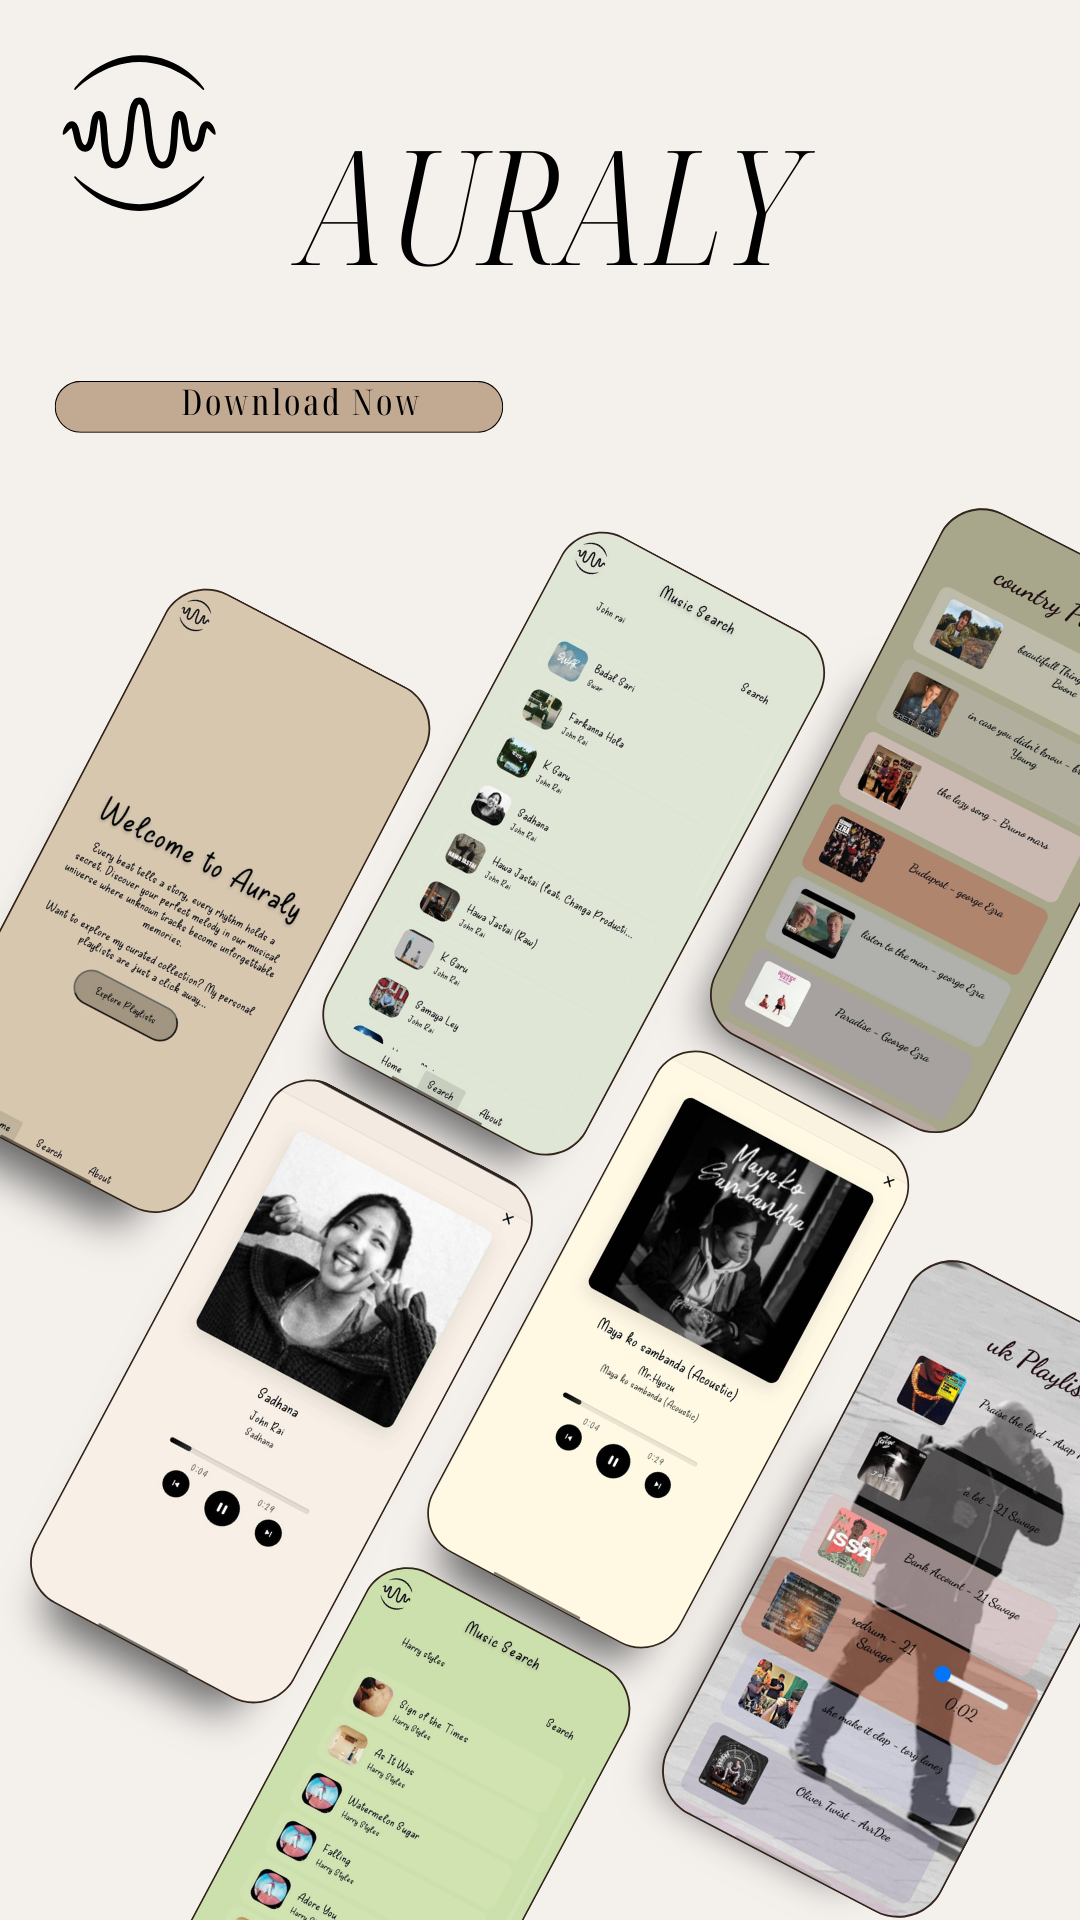 AURALY
Download Now
Welcome to Auraly
Every beat tells a story, every rhythm holds a
secret. Discover your perfect melody in our musical
universe where unknown tracks become unforgettable
memories.
Want to explore my curated collection? My personal
playlists are just a click away...
Explore Playlists
Search
About
Music Search
John rai
Search
SWAR
Badal Sari
Swar
Farkanna Hola
John Rai
K Garu
John Rai
Sadhana
John Rai
HAWA JASTAI
Hawa Jastai (feat. Changa Producti...
John Rai
Hawa Jastai (Raw)
John Rai
K Garu
John Rai
OUT
Samaya Ley
John Rai
Home
Search
About
country P
beautifull Thing
Boone
in case you didn't know - b
Young
the lazy song - Bruno mars
Budapest - george Ezra
listen to the man - george Ezra
Paradise - George Ezra
Sadhana
John Rai
Sadhana
0:04
0:29
Maya ko
Sambandha
Maya ko sambanda (Acoustic)
Mr.Hyozu
Maya ko sambanda (Acoustic)
0:04
0:29
Music Search
Harry styles
Search
Sign of the Times
Harry Styles
As It Was
Harry Styles
Watermelon Sugar
Harry Styles
Falling
Harry Styles
Adore You
Harry Styles
uk Playlis
Praise the lord - Asap
a lot - 21 Savage
ISSA
Bank Account - 21 Savage
redrum - 21
Savage
0:02
she make it clap - tory lanez
Oliver Twist - ArrDee